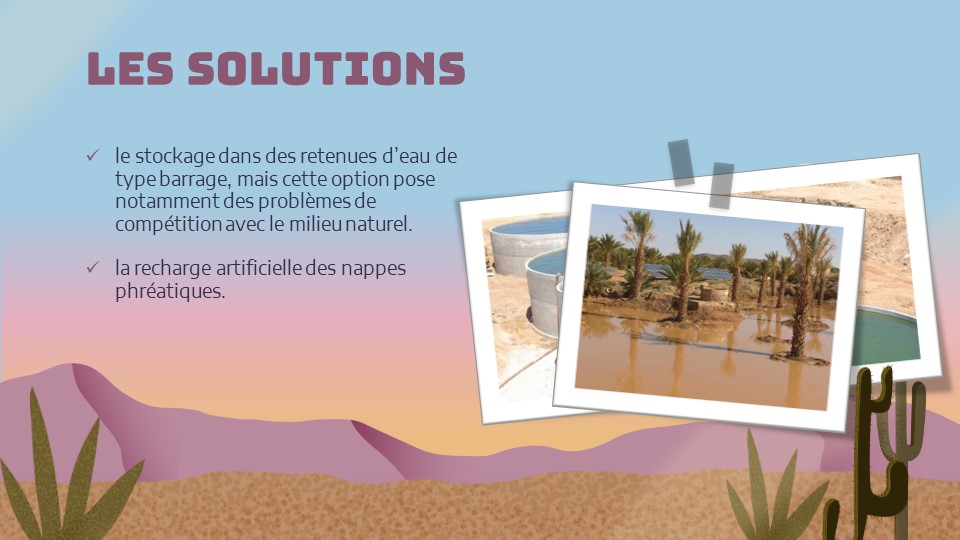 LES SOLUTIONS
le stockage dans des retenues d’eau de
type barrage, mais cette option pose
notamment des problèmes de
compétition avec le milieu naturel.
la recharge artificielle des nappes
phréatiques.